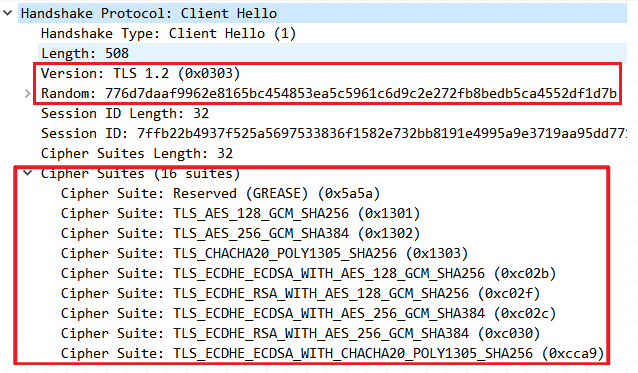 Handshake Protocol: Client Hello
Handshake Type: Client Hello (1)
Length: 508
Version: TLS 1.2 (0x0303)
Random: 776d7daaf9962e8165bc454853ea5c5961c6d9c2e272fb8bedb5ca4552df1d7b
Session ID Length: 32
Session ID: 7ffb22b4937f525a5697533836f1582e732bb8191e4995a9e3719aa95dd771
Cipher Suites Length: 32
Cipher Suites (16 suites)
Cipher Suite: Reserved (GREASE) (0x5a5a)
Cipher Suite: TLS_AES_128_GCM_SHA256 (0x1301)
Cipher Suite: TLS_AES_256_GCM_SHA384 (0x1302)
Cipher Suite: TLS_CHACHA20_POLY1305_SHA256 (0x1303)
Cipher Suite: TLS_ECDHE_ECDSA_WITH_AES_128_GCM_SHA256 (0xc02b)
Cipher Suite: TLS_ECDHE_RSA_WITH_AES_128_GCM_SHA256 (0xc02f)
Cipher Suite: TLS_ECDHE_ECDSA_WITH_AES_256_GCM_SHA384 (0xc02c)
Cipher Suite: TLS_ECDHE_RSA_WITH_AES_256_GCM_SHA384 (0xc030)
Cipher Suite: TLS_ECDHE_ECDSA_WITH_CHACHA20_POLY1305_SHA256 (0xcca9)